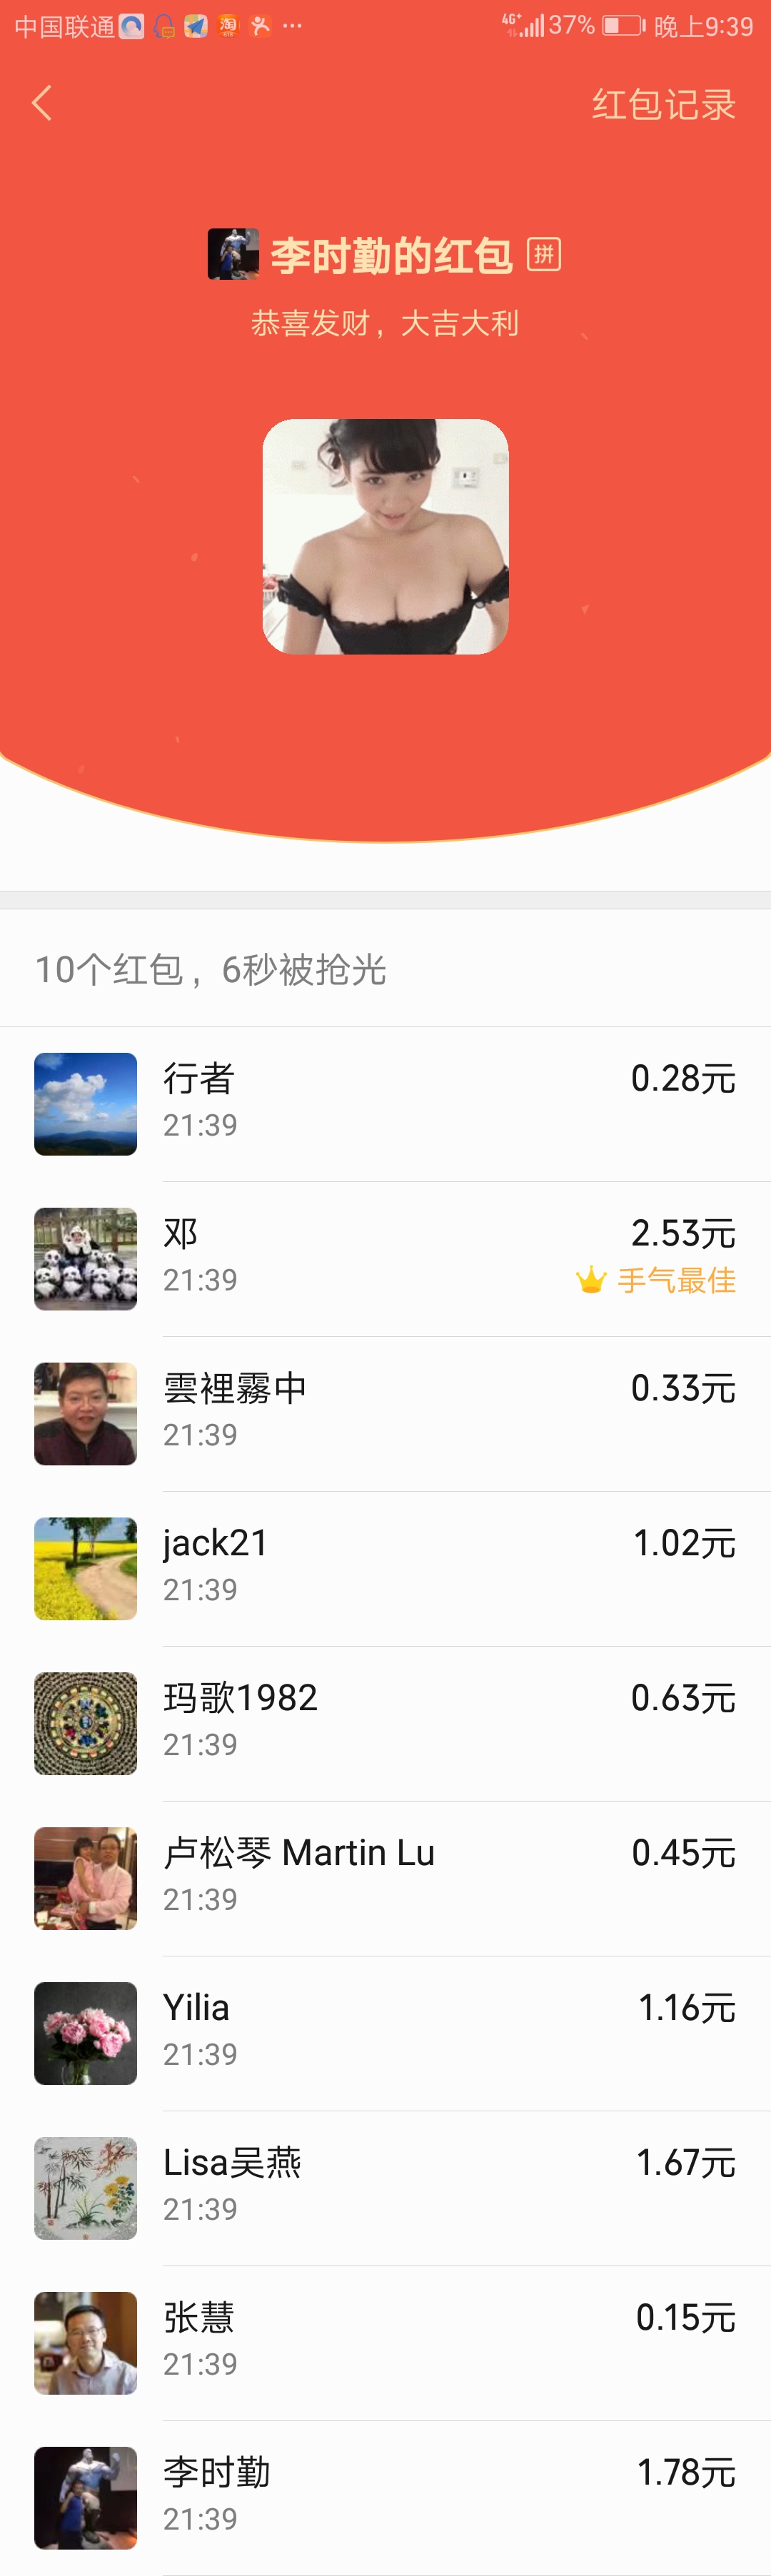 中国联通 ... 4G+ 37% 晚上9:39
红包记录
李时勤的红包 拼
恭喜发财，大吉大利
10个红包，6秒被抢光
行者 0.28元
21:39
邓 2.53元
21:39 手气最佳
雲裡霧中 0.33元
21:39
jack21 1.02元
21:39
玛歌1982 0.63元
21:39
卢松琴 Martin Lu 0.45元
21:39
Yilia 1.16元
21:39
Lisa吴燕 1.67元
21:39
张慧 0.15元
21:39
李时勤 1.78元
21:39